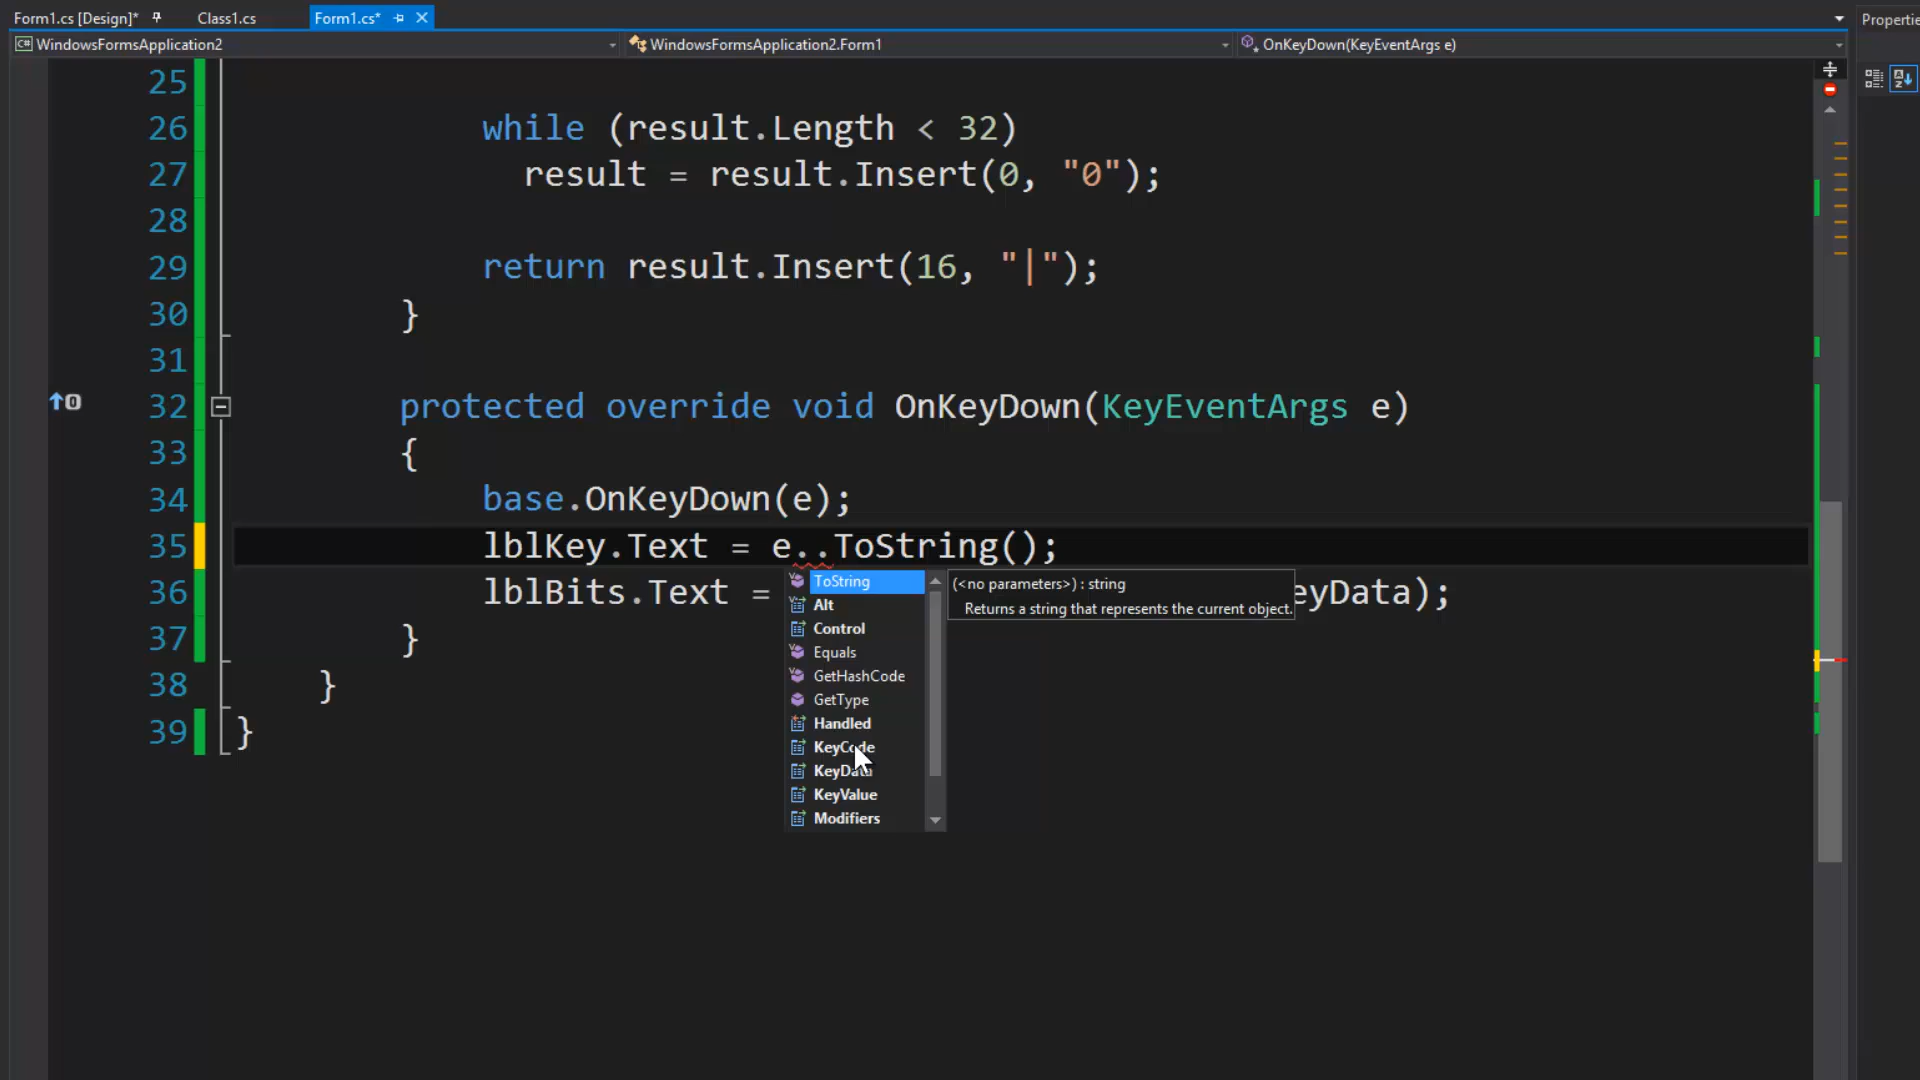 Form1.cs [Design]*
Class1.cs
Form1.cs*
Propertie
C# WindowsFormsApplication2
WindowsFormsApplication2.Form1
OnKeyDown(KeyEventArgs e)
25
26 while (result.Length < 32)
27 result = result.Insert(0, "0");
28
29 return result.Insert(16, "|");
30 }
31
32 protected override void OnKeyDown(KeyEventArgs e)
33 {
34 base.OnKeyDown(e);
35 lblKey.Text = e..ToString();
36 lblBits.Text = eyData);
37 }
38 }
39 }
ToString
Alt
Control
Equals
GetHashCode
GetType
Handled
KeyCode
KeyData
KeyValue
Modifiers
(<no parameters>) : string
Returns a string that represents the current object.